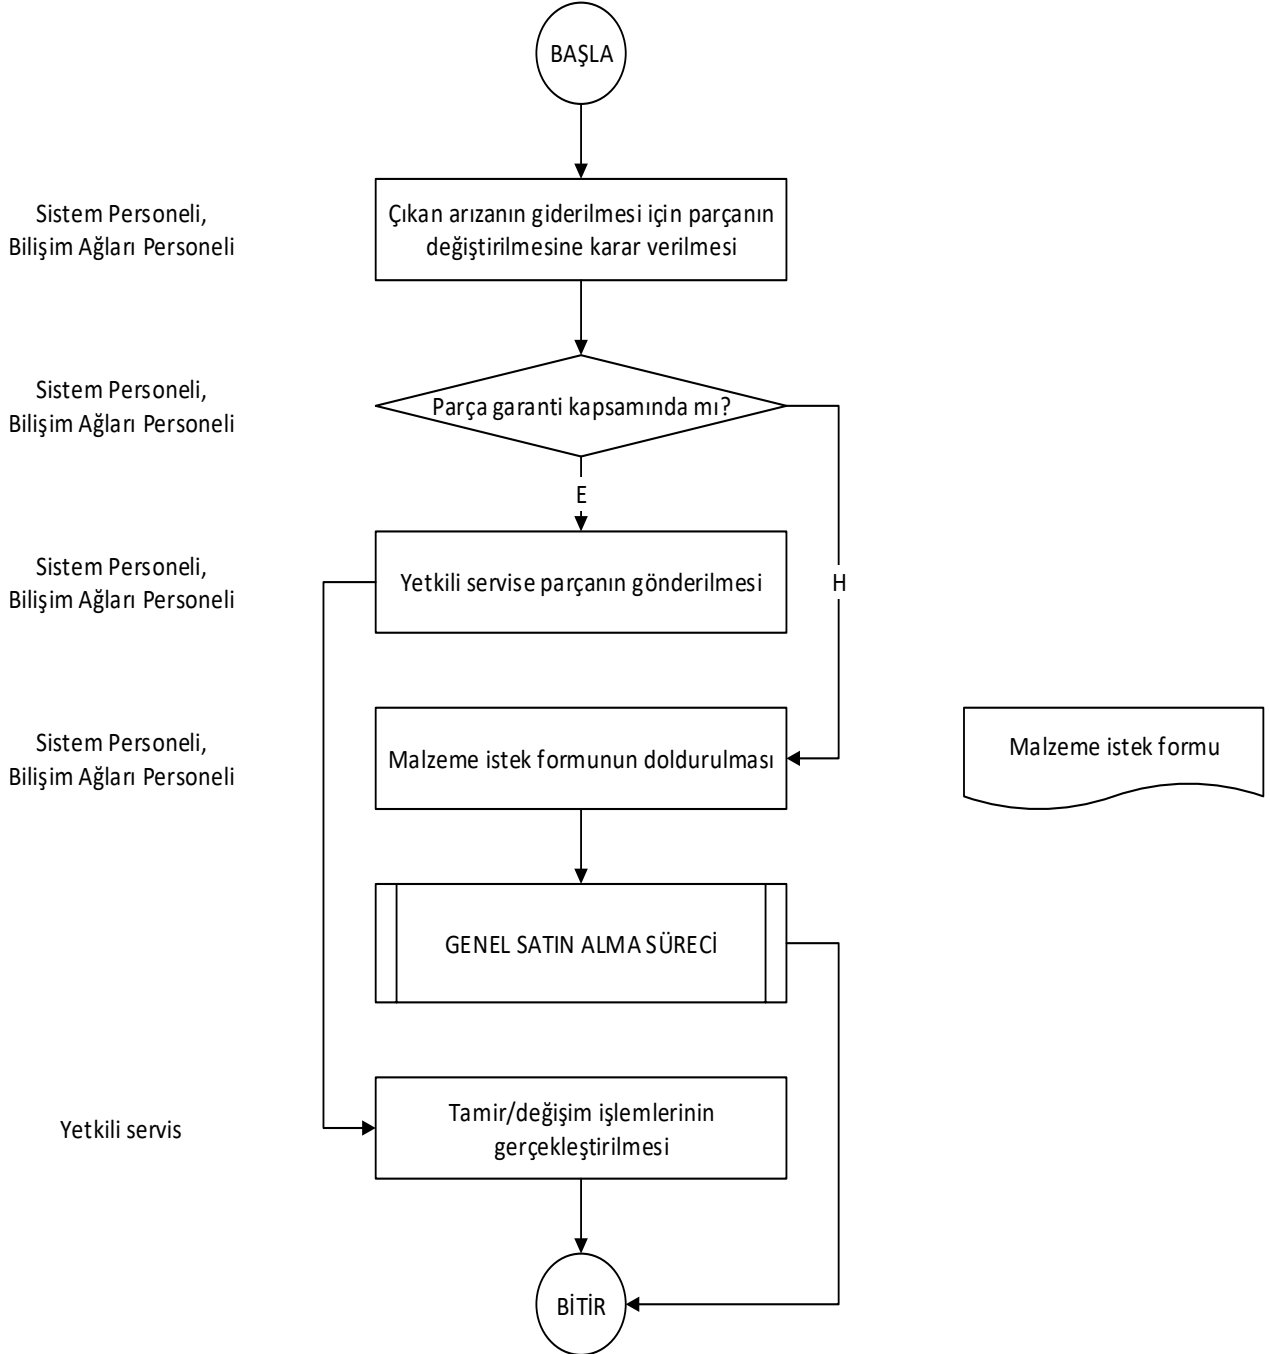 BAŞLA
Sistem Personeli,
Bilişim Ağları Personeli
Çıkan arızanın giderilmesi için parçanın
değiştirilmesine karar verilmesi
Sistem Personeli,
Bilişim Ağları Personeli
Parça garanti kapsamında mı?
E
Sistem Personeli,
Bilişim Ağları Personeli
Yetkili servise parçanın gönderilmesi
H
Sistem Personeli,
Bilişim Ağları Personeli
Malzeme istek formunun doldurulması
Malzeme istek formu
GENEL SATIN ALMA SÜRECİ
Yetkili servis
Tamir/değişim işlemlerinin
gerçekleştirilmesi
BİTİR